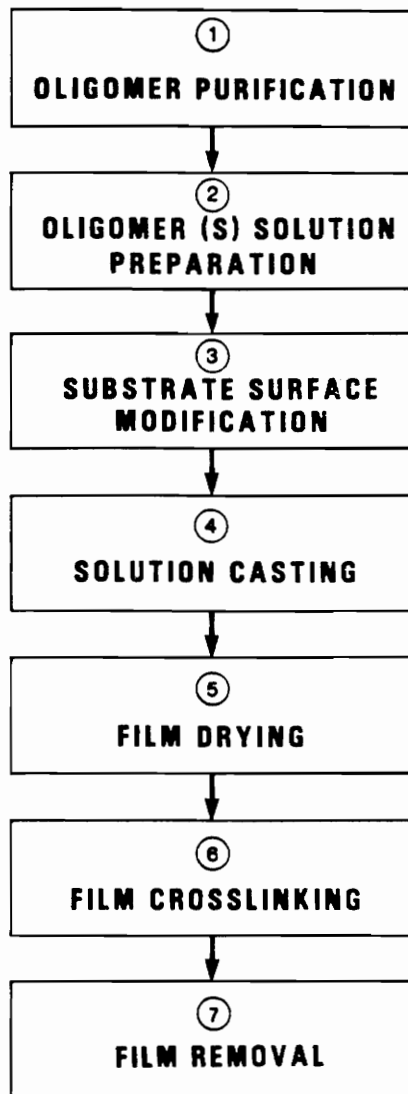 ①
OLIGOMER PURIFICATION
②
OLIGOMER (S) SOLUTION
PREPARATION
③
SUBSTRATE SURFACE
MODIFICATION
④
SOLUTION CASTING
⑤
FILM DRYING
⑥
FILM CROSSLINKING
⑦
FILM REMOVAL